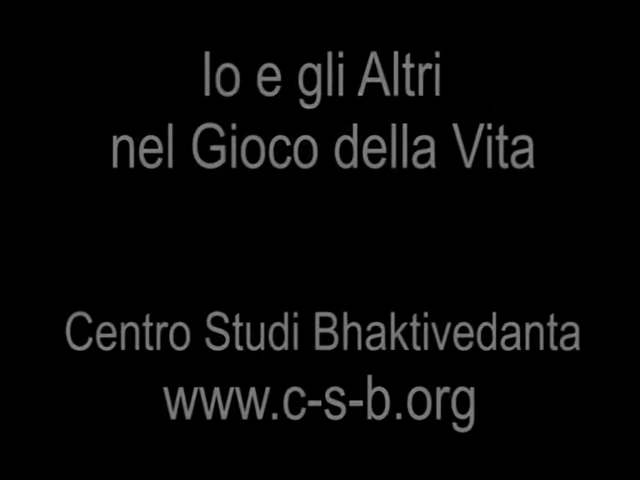 Io e gli Altri
nel Gioco della Vita
Centro Studi Bhaktivedanta
www.c-s-b.org